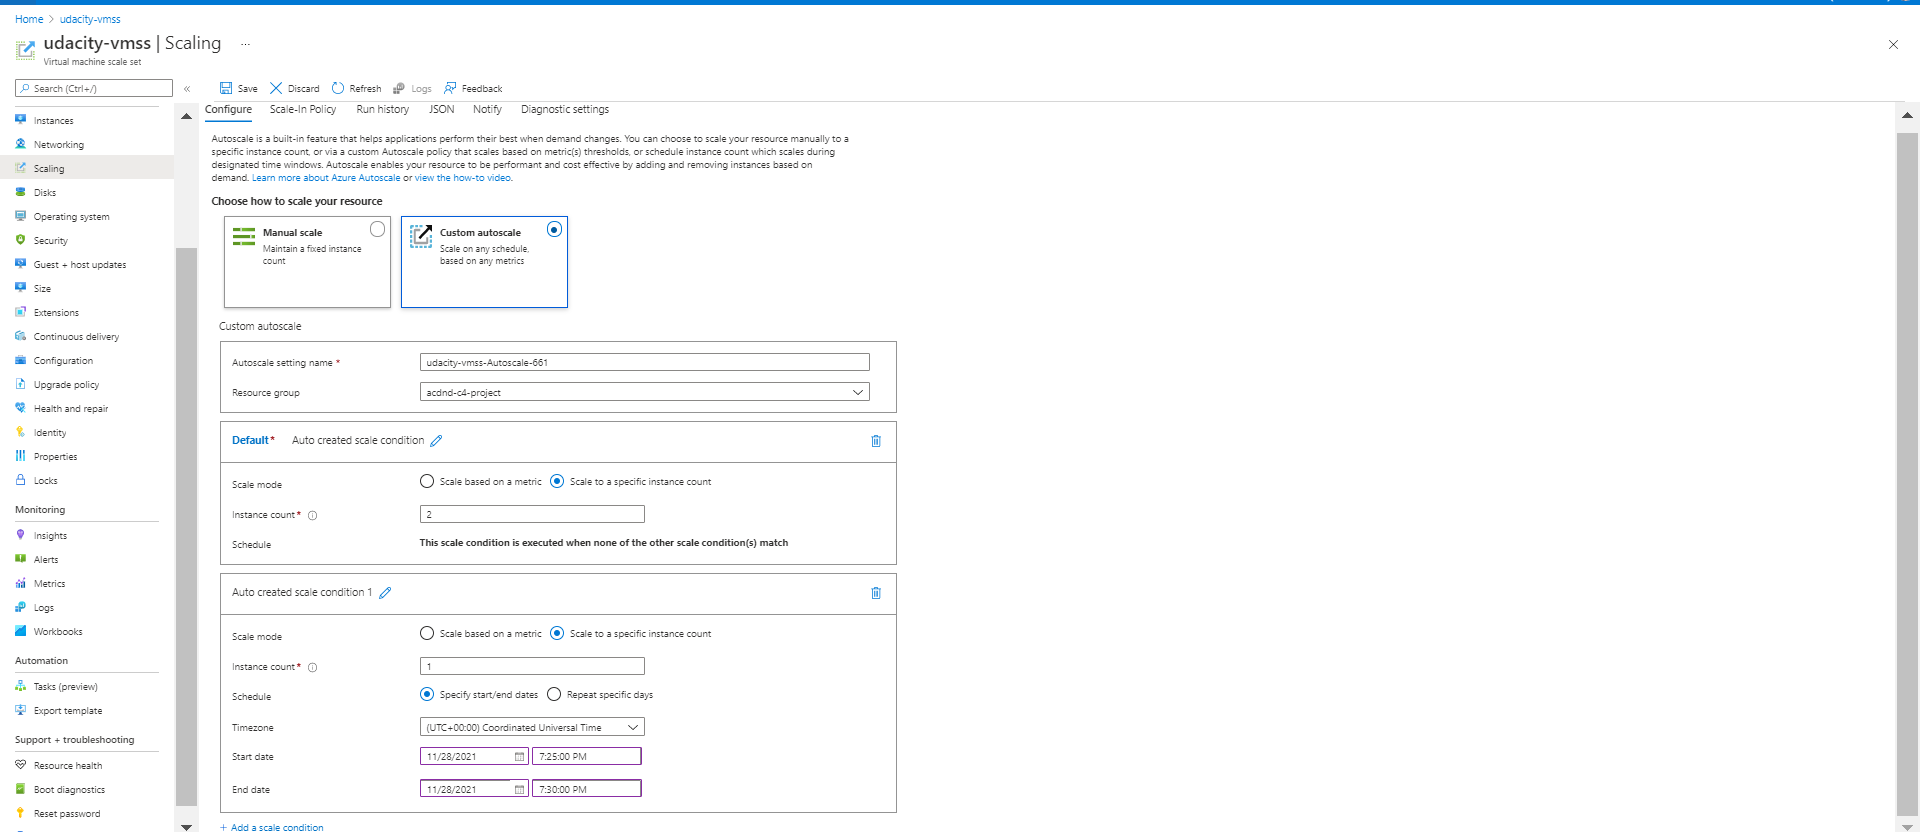 Home > udacity-vmss
udacity-vmss | Scaling ...
Virtual machine scale set
Search (Ctrl+/)
«
Instances
Networking
Scaling
Disks
Operating system
Security
Guest + host updates
Size
Extensions
Continuous delivery
Configuration
Upgrade policy
Health and repair
Identity
Properties
Locks
Monitoring
Insights
Alerts
Metrics
Logs
Workbooks
Automation
Tasks (preview)
Export template
Support + troubleshooting
Resource health
Boot diagnostics
Reset password
Save Discard Refresh Logs Feedback
Configure Scale-In Policy Run history JSON Notify Diagnostic settings
Autoscale is a built-in feature that helps applications perform their best when demand changes. You can choose to scale your resource manually to a
specific instance count, or via a custom Autoscale policy that scales based on metric(s) thresholds, or schedule instance count which scales during
designated time windows. Autoscale enables your resource to be performant and cost effective by adding and removing instances based on
demand. Learn more about Azure Autoscale or view the how-to video.
Choose how to scale your resource
Manual scale
Maintain a fixed instance
count
Custom autoscale
Scale on any schedule,
based on any metrics
Custom autoscale
Autoscale setting name * udacity-vmss-Autoscale-661
Resource group acdnd-c4-project
Default* Auto created scale condition
Scale mode Scale based on a metric Scale to a specific instance count
Instance count* 2
Schedule This scale condition is executed when none of the other scale condition(s) match
Auto created scale condition 1
Scale mode Scale based on a metric Scale to a specific instance count
Instance count* 1
Schedule Specify start/end dates Repeat specific days
Timezone (UTC+00:00) Coordinated Universal Time
Start date 11/28/2021 7:25:00 PM
End date 11/28/2021 7:30:00 PM
+ Add a scale condition